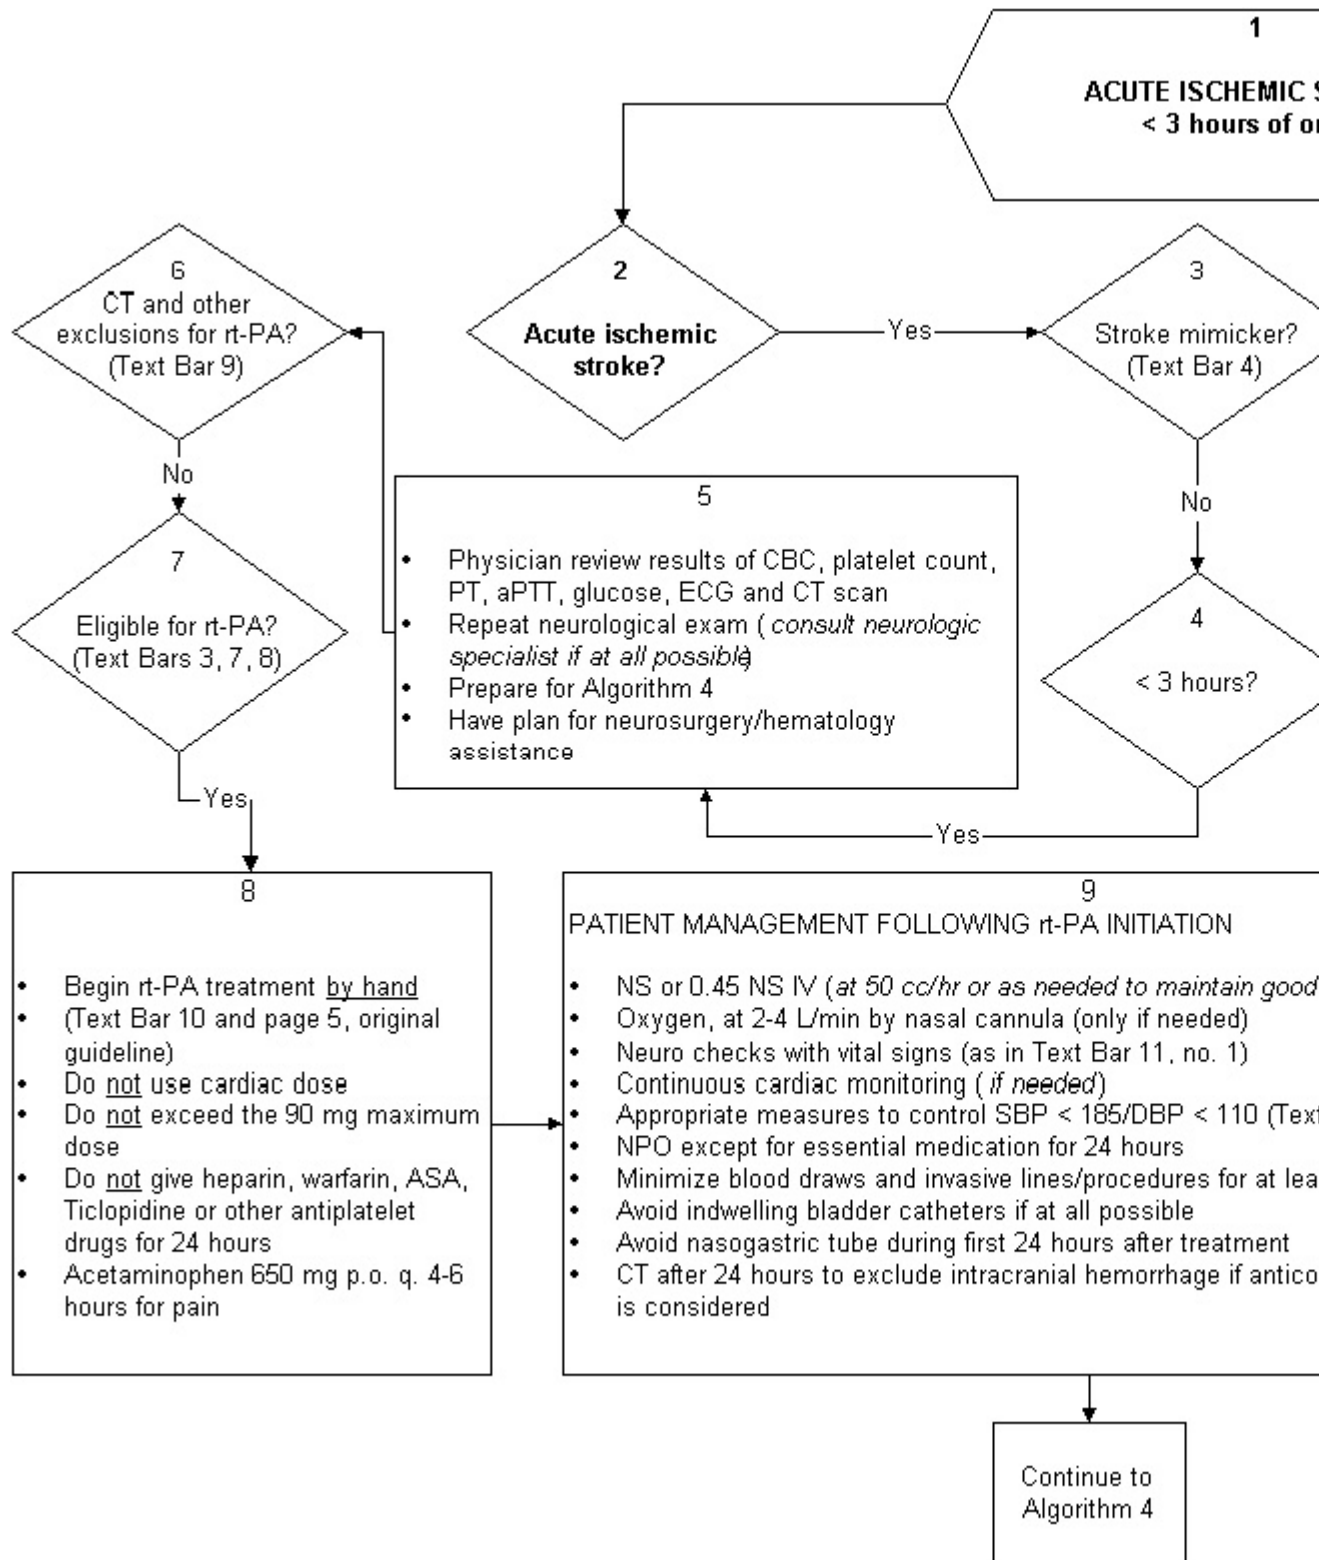 1
ACUTE ISCHEMIC
< 3 hours of
6
CT and other
exclusions for rt-PA?
(Text Bar 9)
2
Acute ischemic
stroke?
Yes
3
Stroke mimicker?
(Text Bar 4)
No
No
7
Eligible for rt-PA?
(Text Bars 3, 7, 8)
5
• Physician review results of CBC, platelet count,
PT, aPTT, glucose, ECG and CT scan
• Repeat neurological exam ( consult neurologic
specialist if at all possible)
• Prepare for Algorithm 4
• Have plan for neurosurgery/hematology
assistance
4
< 3 hours?
Yes
Yes
8
• Begin rt-PA treatment by hand
• (Text Bar 10 and page 5, original
guideline)
• Do not use cardiac dose
• Do not exceed the 90 mg maximum
dose
• Do not give heparin, warfarin, ASA,
Ticlopidine or other antiplatelet
drugs for 24 hours
• Acetaminophen 650 mg p.o. q. 4-6
hours for pain
9
PATIENT MANAGEMENT FOLLOWING rt-PA INITIATION
• NS or 0.45 NS IV (at 50 cc/hr or as needed to maintain good
• Oxygen, at 2-4 L/min by nasal cannula (only if needed)
• Neuro checks with vital signs (as in Text Bar 11, no. 1)
• Continuous cardiac monitoring ( if needed)
• Appropriate measures to control SBP < 185/DBP < 110 (Text
• NPO except for essential medication for 24 hours
• Minimize blood draws and invasive lines/procedures for at lea
• Avoid indwelling bladder catheters if at all possible
• Avoid nasogastric tube during first 24 hours after treatment
• CT after 24 hours to exclude intracranial hemorrhage if antico
is considered
Continue to
Algorithm 4